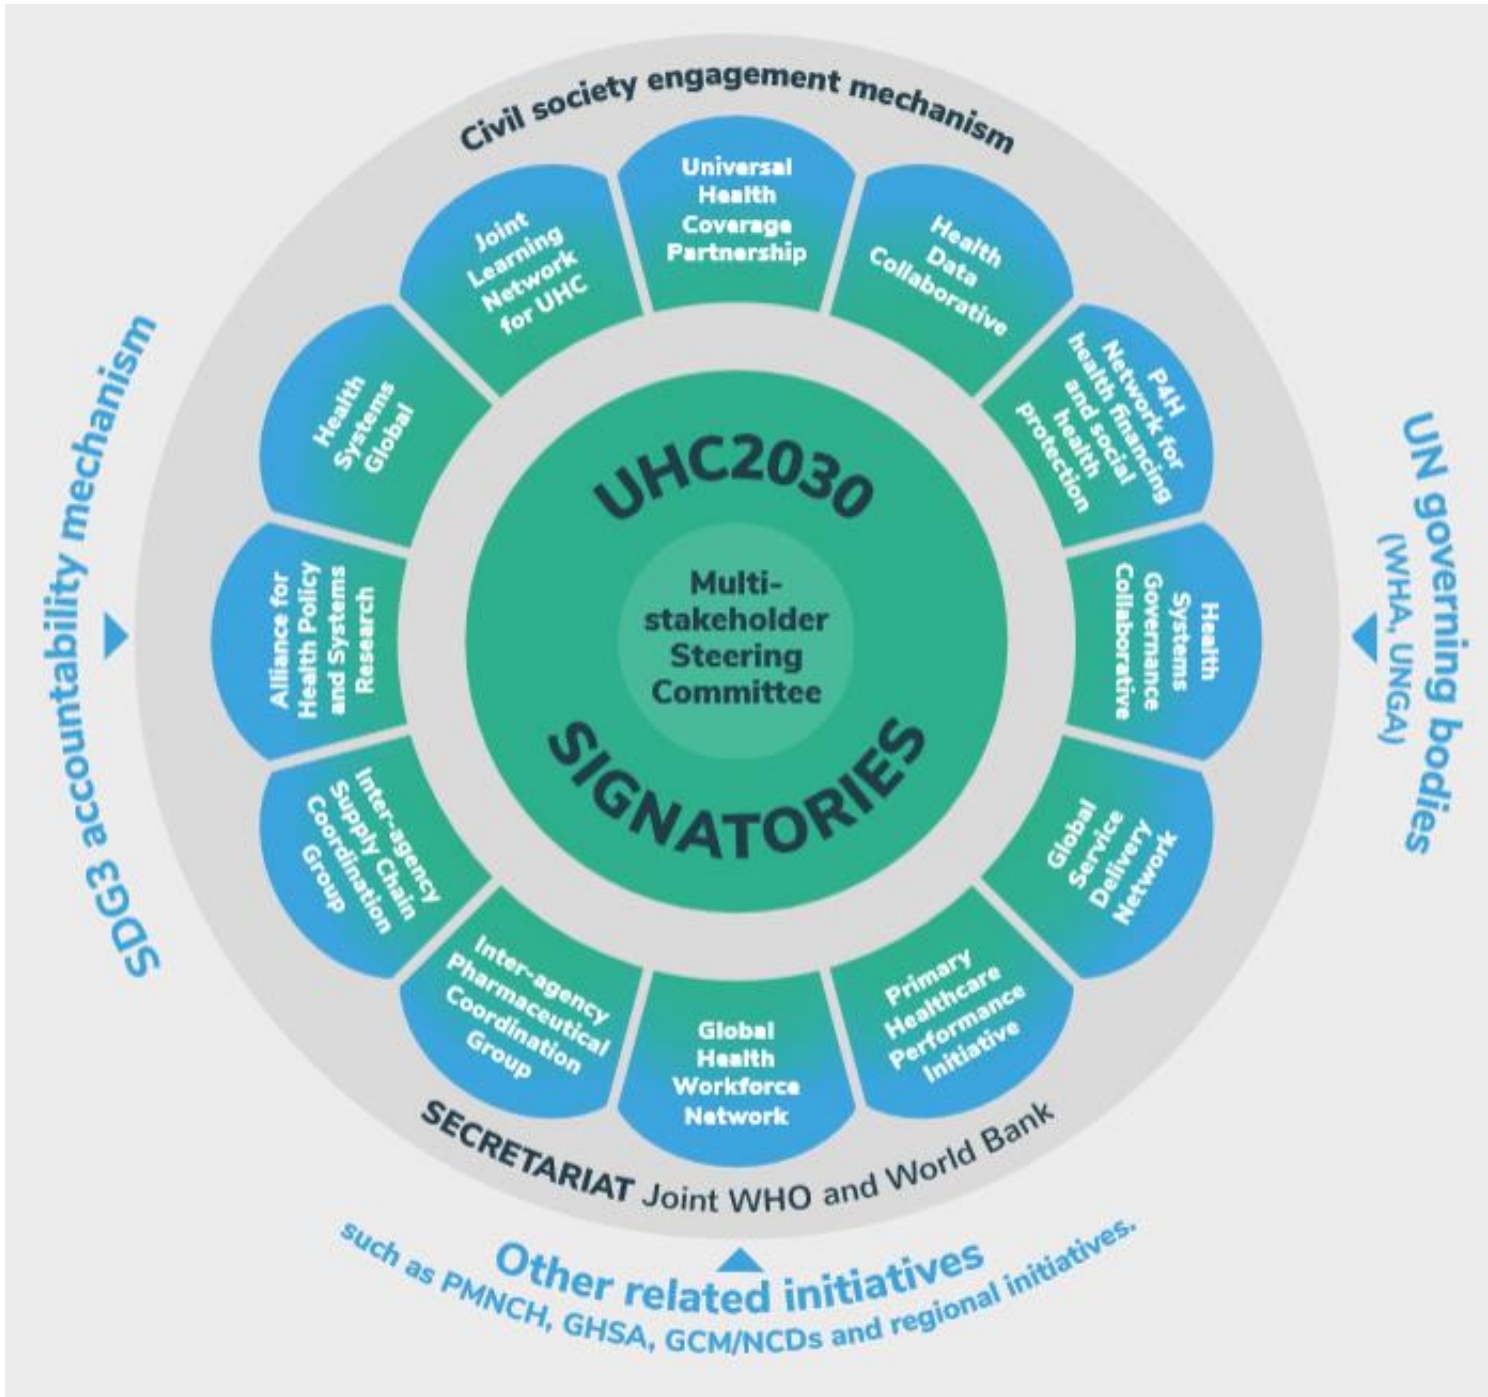 Civil society engagement mechanism
Universal
Health
Coverage
Partnership
Health
Data
Collaborative
P4H
Network for
health financing
and social
health
protection
Health
Systems
Governance
Collaborative
Global
Service
Delivery
Network
Primary
Healthcare
Performance
Initiative
Global
Health
Workforce
Network
Inter-agency
Pharmaceutical
Coordination
Group
Inter-agency
Supply Chain
Coordination
Group
Alliance for
Health Policy
and Systems
Research
Health
Systems
Global
Joint
Learning
Network
for UHC
UHC2030
Multi-
stakeholder
Steering
Committee
SIGNATORIES
SECRETARIAT Joint WHO and World Bank
SDG3 accountability mechanism
UN governing bodies
(WHA, UNGA)
Other related initiatives
such as PMNCH, GHSA, GCM/NCDs and regional initiatives.